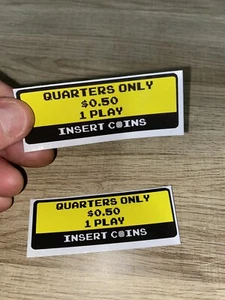 QUARTERS ONLY
$0.50
1 PLAY
INSERT COINS
QUARTERS ONLY
$0.50
1 PLAY
INSERT COINS